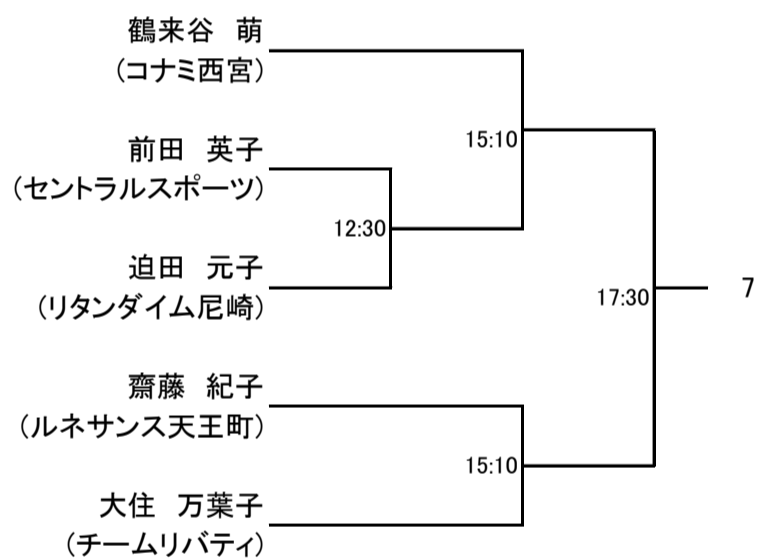 鶴来谷　萌
(コナミ西宮)
15:10
前田　英子
(セントラルスポーツ)
12:30
迫田　元子
(リタンダイム尼崎)
17:30
7
齋藤　紀子
(ルネサンス天王町)
15:10
大住　万葉子
(チームリバティ)